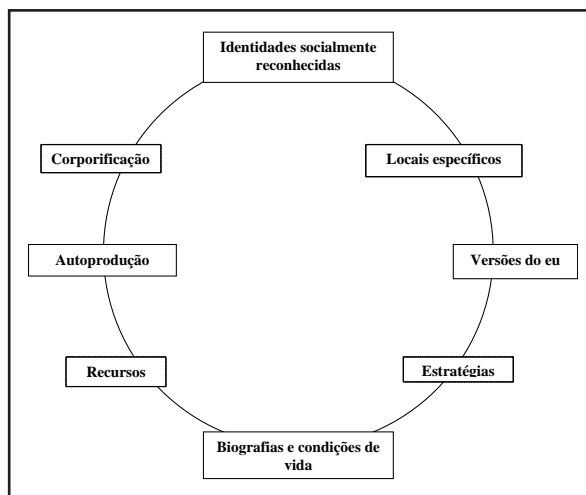 Identidades socialmente
reconhecidas
Corporificação
Locais específicos
Autoprodução
Versões do eu
Recursos
Estratégias
Biografias e condições de
vida